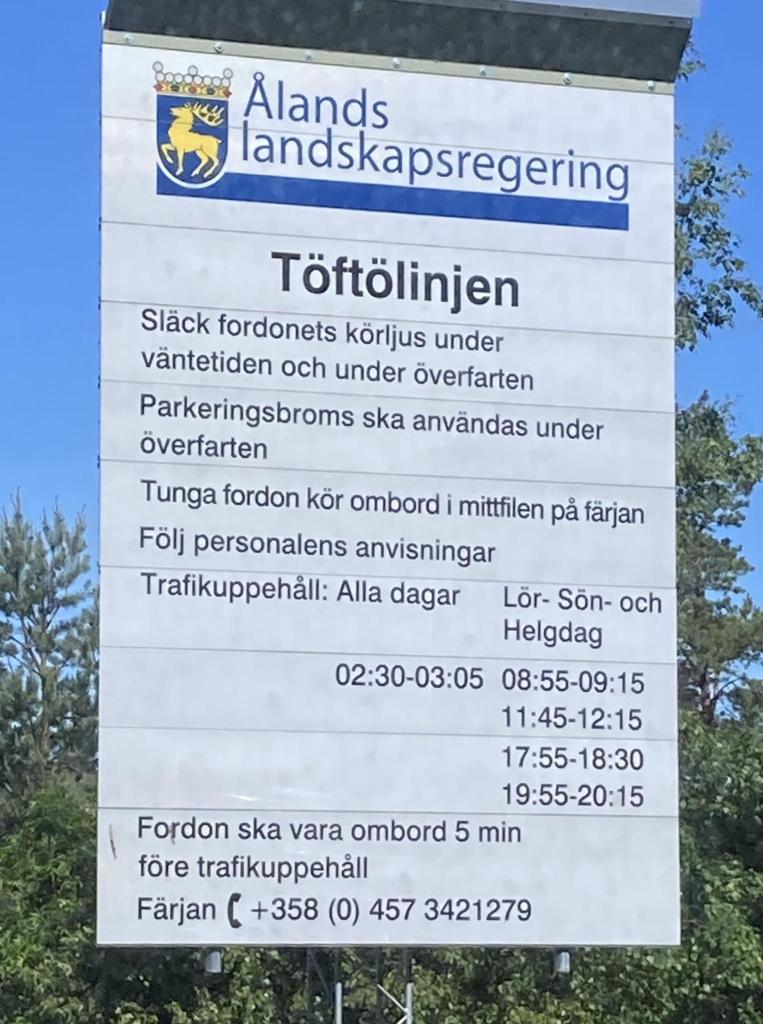 Ålands
landskapsregering
Töftölinjen
Släck fordonets körljus under
väntetiden och under överfarten
Parkeringsbroms ska användas under
överfarten
Tunga fordon kör ombord i mittfilen på färjan
Följ personalens anvisningar
Trafikuppehåll: Alla dagar Lör- Sön- och
Helgdag
02:30-03:05 08:55-09:15
11:45-12:15
17:55-18:30
19:55-20:15
Fordon ska vara ombord 5 min
före trafikuppehåll
Färjan +358 (0) 457 3421279